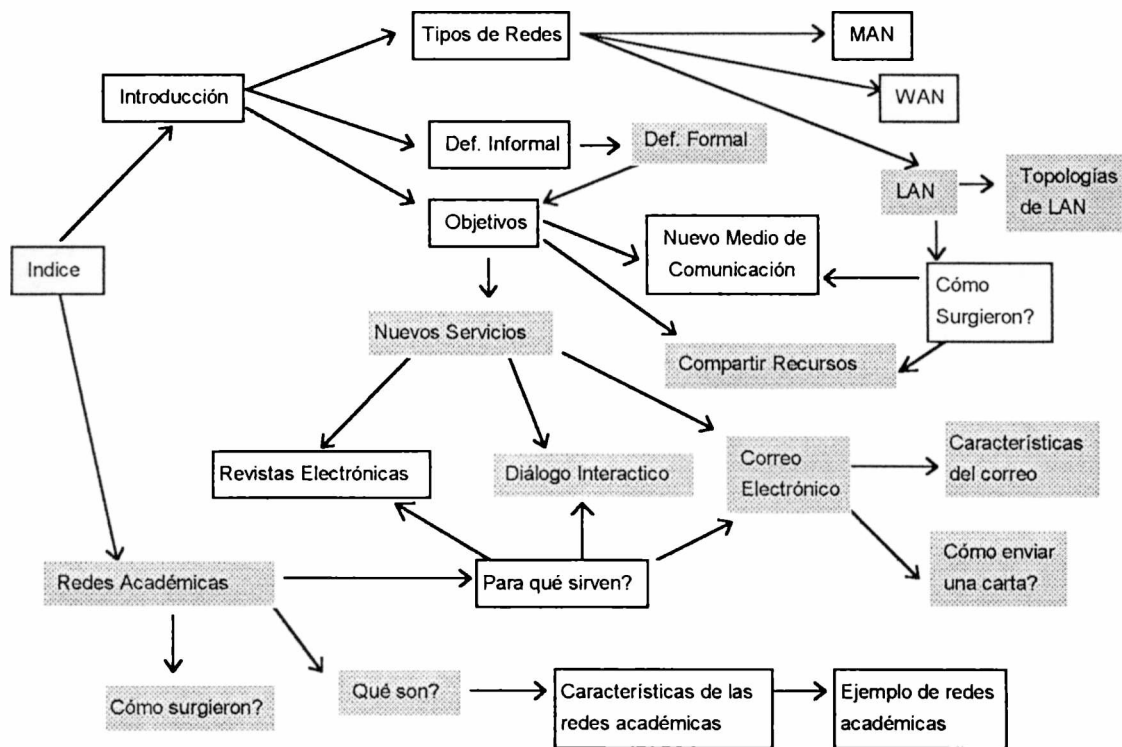 Tipos de Redes
MAN
Introducción
WAN
Def. Informal
Def. Formal
LAN
Topologías
de LAN
Objetivos
Nuevo Medio de
Comunicación
Indice
Cómo
Surgieron?
Nuevos Servicios
Compartir Recursos
Revistas Electrónicas
Diálogo Interactico
Correo
Electrónico
Características
del correo
Redes Académicas
Para qué sirven?
Cómo enviar
una carta?
Cómo surgieron?
Qué son?
Características de las
redes académicas
Ejemplo de redes
académicas